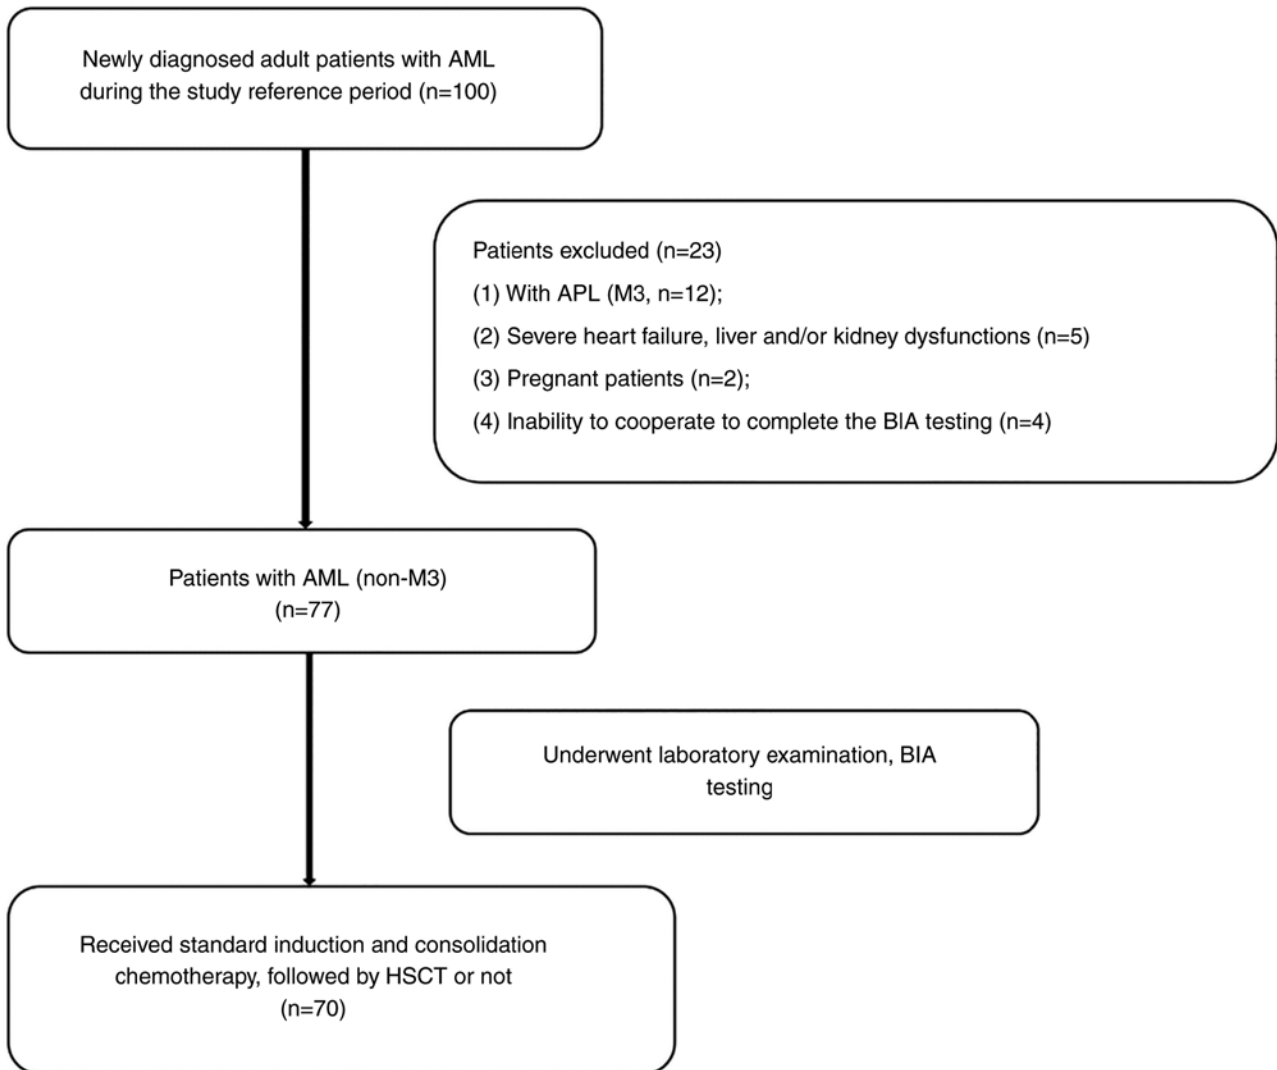 Newly diagnosed adult patients with AML
during the study reference period (n=100)
Patients excluded (n=23)
(1) With APL (M3, n=12);
(2) Severe heart failure, liver and/or kidney dysfunctions (n=5)
(3) Pregnant patients (n=2);
(4) Inability to cooperate to complete the BIA testing (n=4)
Patients with AML (non-M3)
(n=77)
Underwent laboratory examination, BIA
testing
Received standard induction and consolidation
chemotherapy, followed by HSCT or not
(n=70)